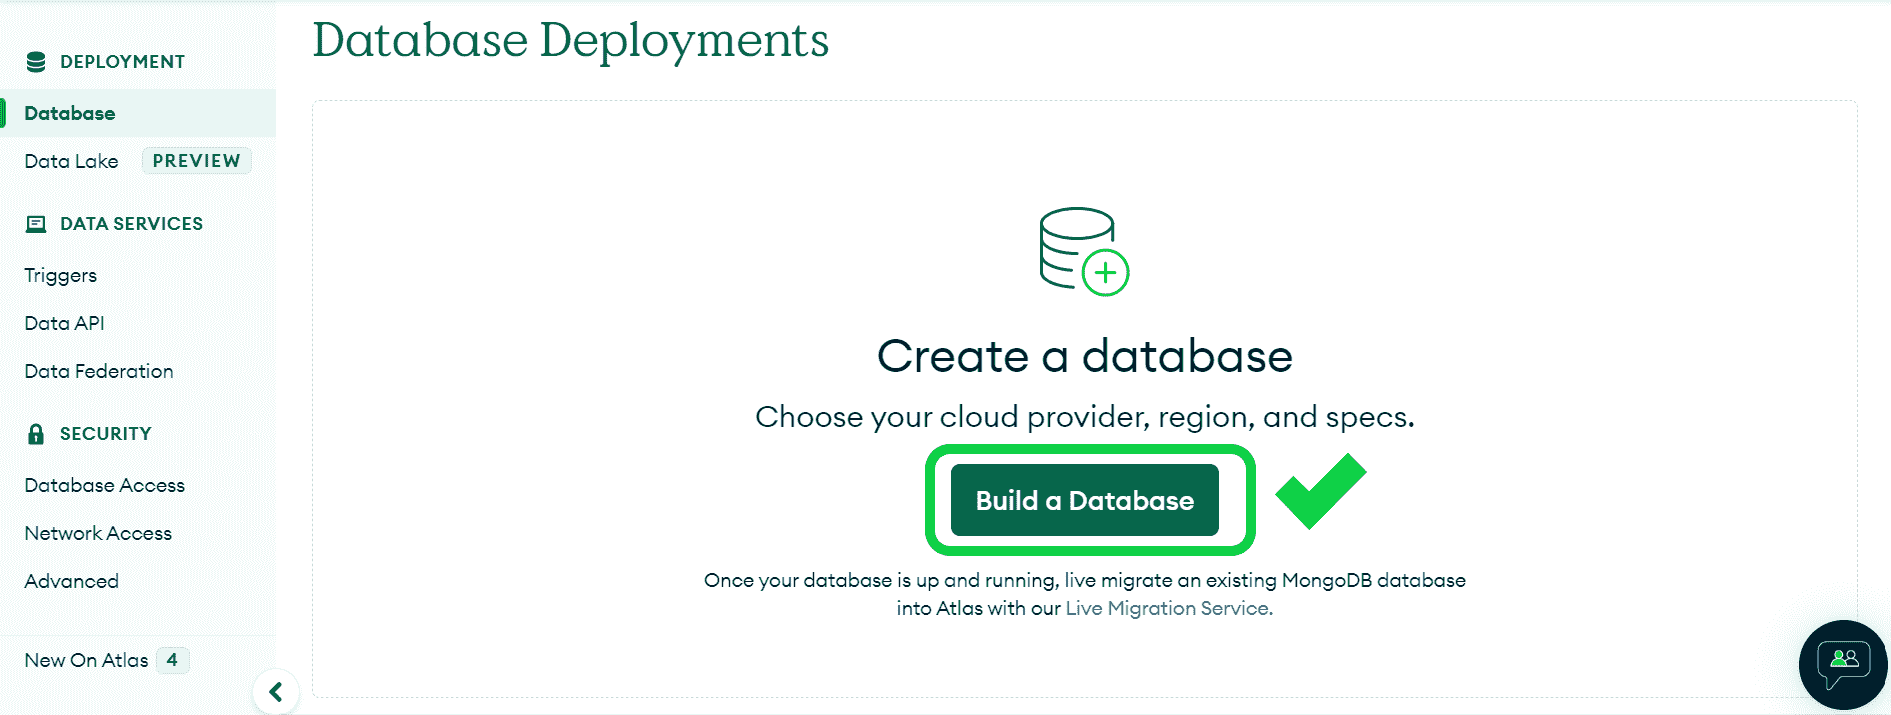 Database Deployments
DEPLOYMENT
Database
Data Lake PREVIEW
DATA SERVICES
Triggers
Data API
Data Federation
SECURITY
Database Access
Network Access
Advanced
New On Atlas 4
Create a database
Choose your cloud provider, region, and specs.
Build a Database
Once your database is up and running, live migrate an existing MongoDB database
into Atlas with our Live Migration Service.